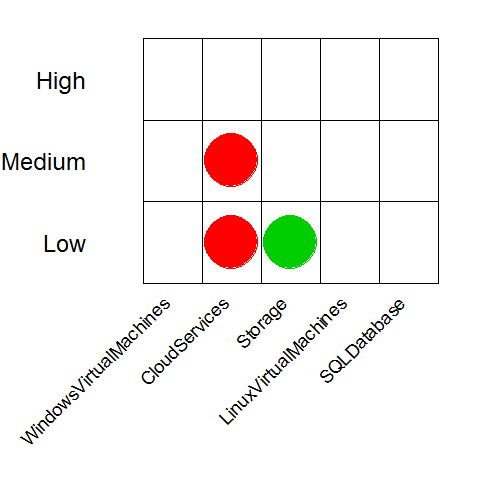 High
Medium
Low
WindowsVirtualMachines
CloudServices
Storage
LinuxVirtualMachines
SQLDatabase